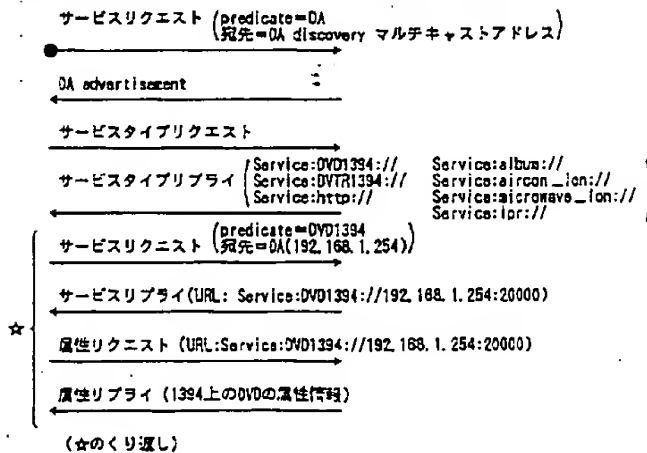 サービスリクエスト (predicate=DA
宛先=DA discovery マルチキャストアドレス)
DA advertisement
サービスタイプリクエスト
サービスタイプリプライ (Service:DVD1394:// Service:album://
Service:DVTR1394:// Service:aircon_lon://
Service:http:// Service:microwave_lon://
Service:lpr://
サービスリクエスト (predicate=DVD1394
宛先=DA(192.168.1.254))
サービスリプライ(URL: Service:DVD1394://192.168.1.254:20000)
☆
属性リクエスト (URL:Service:DVD1394://192.168.1.254:20000)
属性リプライ (1394上のDVDの属性情報)
(☆のくり返し)